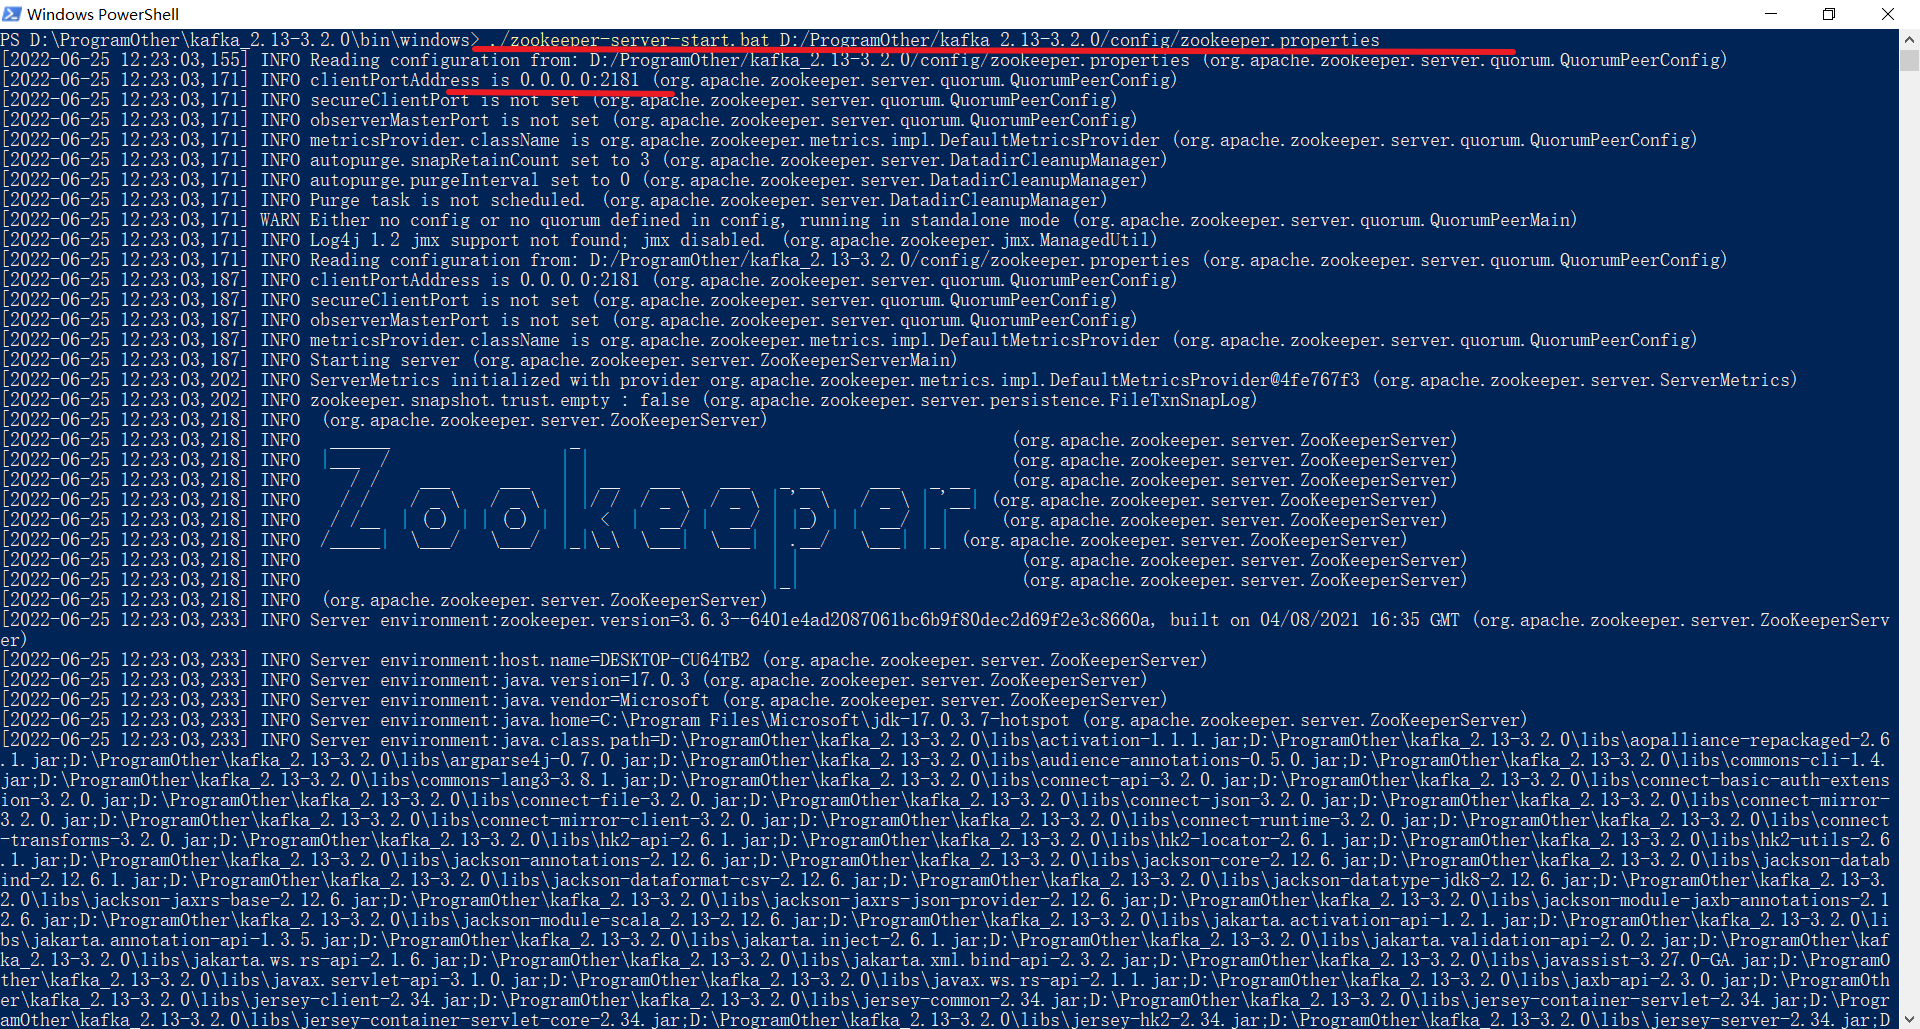 Windows PowerShell
PS D:\ProgramOther\kafka_2.13-3.2.0\bin\windows> ./zookeeper-server-start.bat D:/ProgramOther/kafka_2.13-3.2.0/config/zookeeper.properties
[2022-06-25 12:23:03,155] INFO Reading configuration from: D:/ProgramOther/kafka_2.13-3.2.0/config/zookeeper.properties (org.apache.zookeeper.server.quorum.QuorumPeerConfig)
[2022-06-25 12:23:03,171] INFO clientPortAddress is 0.0.0.0:2181 (org.apache.zookeeper.server.quorum.QuorumPeerConfig)
[2022-06-25 12:23:03,171] INFO secureClientPort is not set (org.apache.zookeeper.server.quorum.QuorumPeerConfig)
[2022-06-25 12:23:03,171] INFO observerMasterPort is not set (org.apache.zookeeper.server.quorum.QuorumPeerConfig)
[2022-06-25 12:23:03,171] INFO metricsProvider.className is org.apache.zookeeper.metrics.impl.DefaultMetricsProvider (org.apache.zookeeper.server.quorum.QuorumPeerConfig)
[2022-06-25 12:23:03,171] INFO autopurge.snapRetainCount set to 3 (org.apache.zookeeper.server.DatadirCleanupManager)
[2022-06-25 12:23:03,171] INFO autopurge.purgeInterval set to 0 (org.apache.zookeeper.server.DatadirCleanupManager)
[2022-06-25 12:23:03,171] INFO Purge task is not scheduled. (org.apache.zookeeper.server.DatadirCleanupManager)
[2022-06-25 12:23:03,171] WARN Either no config or no quorum defined in config, running in standalone mode (org.apache.zookeeper.server.quorum.QuorumPeerMain)
[2022-06-25 12:23:03,171] INFO Log4j 1.2 jmx support not found; jmx disabled. (org.apache.zookeeper.jmx.ManagedUtil)
[2022-06-25 12:23:03,171] INFO Reading configuration from: D:/ProgramOther/kafka_2.13-3.2.0/config/zookeeper.properties (org.apache.zookeeper.server.quorum.QuorumPeerConfig)
[2022-06-25 12:23:03,187] INFO clientPortAddress is 0.0.0.0:2181 (org.apache.zookeeper.server.quorum.QuorumPeerConfig)
[2022-06-25 12:23:03,187] INFO secureClientPort is not set (org.apache.zookeeper.server.quorum.QuorumPeerConfig)
[2022-06-25 12:23:03,187] INFO observerMasterPort is not set (org.apache.zookeeper.server.quorum.QuorumPeerConfig)
[2022-06-25 12:23:03,187] INFO metricsProvider.className is org.apache.zookeeper.metrics.impl.DefaultMetricsProvider (org.apache.zookeeper.server.quorum.QuorumPeerConfig)
[2022-06-25 12:23:03,187] INFO Starting server (org.apache.zookeeper.server.ZooKeeperServerMain)
[2022-06-25 12:23:03,202] INFO ServerMetrics initialized with provider org.apache.zookeeper.metrics.impl.DefaultMetricsProvider@4fe767f3 (org.apache.zookeeper.server.ServerMetrics)
[2022-06-25 12:23:03,202] INFO zookeeper.snapshot.trust.empty : false (org.apache.zookeeper.server.persistence.FileTxnSnapLog)
[2022-06-25 12:23:03,218] INFO  (org.apache.zookeeper.server.ZooKeeperServer)
[2022-06-25 12:23:03,218] INFO   ______                  _                                           (org.apache.zookeeper.server.ZooKeeperServer)
[2022-06-25 12:23:03,218] INFO  |___  /                 | |                                          (org.apache.zookeeper.server.ZooKeeperServer)
[2022-06-25 12:23:03,218] INFO     / /    ___    ___    | | __   ___    ___   _ __    ___   _ __     (org.apache.zookeeper.server.ZooKeeperServer)
[2022-06-25 12:23:03,218] INFO    / /    / _ \  / _ \   | |/ /  / _ \  / _ \ | '_ \  / _ \ | '__| (org.apache.zookeeper.server.ZooKeeperServer)
[2022-06-25 12:23:03,218] INFO   / /__  | (_) | | (_) | |   <  |  __/ |  __/ | |_) | |  __/ | |      (org.apache.zookeeper.server.ZooKeeperServer)
[2022-06-25 12:23:03,218] INFO  /_____|  \___/   \___/  |_|\_\  \___|  \___| | .__/   \___| |_|  (org.apache.zookeeper.server.ZooKeeperServer)
[2022-06-25 12:23:03,218] INFO                                               | |                       (org.apache.zookeeper.server.ZooKeeperServer)
[2022-06-25 12:23:03,218] INFO                                               |_|                       (org.apache.zookeeper.server.ZooKeeperServer)
[2022-06-25 12:23:03,218] INFO  (org.apache.zookeeper.server.ZooKeeperServer)
[2022-06-25 12:23:03,233] INFO Server environment:zookeeper.version=3.6.3--6401e4ad2087061bc6b9f80dec2d69f2e3c8660a, built on 04/08/2021 16:35 GMT (org.apache.zookeeper.server.ZooKeeperServ
er)
[2022-06-25 12:23:03,233] INFO Server environment:host.name=DESKTOP-CU64TB2 (org.apache.zookeeper.server.ZooKeeperServer)
[2022-06-25 12:23:03,233] INFO Server environment:java.version=17.0.3 (org.apache.zookeeper.server.ZooKeeperServer)
[2022-06-25 12:23:03,233] INFO Server environment:java.vendor=Microsoft (org.apache.zookeeper.server.ZooKeeperServer)
[2022-06-25 12:23:03,233] INFO Server environment:java.home=C:\Program Files\Microsoft\jdk-17.0.3.7-hotspot (org.apache.zookeeper.server.ZooKeeperServer)
[2022-06-25 12:23:03,233] INFO Server environment:java.class.path=D:\ProgramOther\kafka_2.13-3.2.0\libs\activation-1.1.1.jar;D:\ProgramOther\kafka_2.13-3.2.0\libs\aopalliance-repackaged-2.6
.1.jar;D:\ProgramOther\kafka_2.13-3.2.0\libs\argparse4j-0.7.0.jar;D:\ProgramOther\kafka_2.13-3.2.0\libs\audience-annotations-0.5.0.jar;D:\ProgramOther\kafka_2.13-3.2.0\libs\commons-cli-1.4.
jar;D:\ProgramOther\kafka_2.13-3.2.0\libs\commons-lang3-3.8.1.jar;D:\ProgramOther\kafka_2.13-3.2.0\libs\connect-api-3.2.0.jar;D:\ProgramOther\kafka_2.13-3.2.0\libs\connect-basic-auth-extens
ion-3.2.0.jar;D:\ProgramOther\kafka_2.13-3.2.0\libs\connect-file-3.2.0.jar;D:\ProgramOther\kafka_2.13-3.2.0\libs\connect-json-3.2.0.jar;D:\ProgramOther\kafka_2.13-3.2.0\libs\connect-mirror-
3.2.0.jar;D:\ProgramOther\kafka_2.13-3.2.0\libs\connect-mirror-client-3.2.0.jar;D:\ProgramOther\kafka_2.13-3.2.0\libs\connect-runtime-3.2.0.jar;D:\ProgramOther\kafka_2.13-3.2.0\libs\connect
-transforms-3.2.0.jar;D:\ProgramOther\kafka_2.13-3.2.0\libs\hk2-api-2.6.1.jar;D:\ProgramOther\kafka_2.13-3.2.0\libs\hk2-locator-2.6.1.jar;D:\ProgramOther\kafka_2.13-3.2.0\libs\hk2-utils-2.6
.1.jar;D:\ProgramOther\kafka_2.13-3.2.0\libs\jackson-annotations-2.12.6.jar;D:\ProgramOther\kafka_2.13-3.2.0\libs\jackson-core-2.12.6.jar;D:\ProgramOther\kafka_2.13-3.2.0\libs\jackson-datab
ind-2.12.6.1.jar;D:\ProgramOther\kafka_2.13-3.2.0\libs\jackson-dataformat-csv-2.12.6.jar;D:\ProgramOther\kafka_2.13-3.2.0\libs\jackson-datatype-jdk8-2.12.6.jar;D:\ProgramOther\kafka_2.13-3.
2.0\libs\jackson-jaxrs-base-2.12.6.jar;D:\ProgramOther\kafka_2.13-3.2.0\libs\jackson-jaxrs-json-provider-2.12.6.jar;D:\ProgramOther\kafka_2.13-3.2.0\libs\jackson-module-jaxb-annotations-2.1
2.6.jar;D:\ProgramOther\kafka_2.13-3.2.0\libs\jackson-module-scala_2.13-2.12.6.jar;D:\ProgramOther\kafka_2.13-3.2.0\libs\jakarta.activation-api-1.2.1.jar;D:\ProgramOther\kafka_2.13-3.2.0\li
bs\jakarta.annotation-api-1.3.5.jar;D:\ProgramOther\kafka_2.13-3.2.0\libs\jakarta.inject-2.6.1.jar;D:\ProgramOther\kafka_2.13-3.2.0\libs\jakarta.validation-api-2.0.2.jar;D:\ProgramOther\kaf
ka_2.13-3.2.0\libs\jakarta.ws.rs-api-2.1.6.jar;D:\ProgramOther\kafka_2.13-3.2.0\libs\jakarta.xml.bind-api-2.3.2.jar;D:\ProgramOther\kafka_2.13-3.2.0\libs\javassist-3.27.0-GA.jar;D:\ProgramO
ther\kafka_2.13-3.2.0\libs\javax.servlet-api-3.1.0.jar;D:\ProgramOther\kafka_2.13-3.2.0\libs\javax.ws.rs-api-2.1.1.jar;D:\ProgramOther\kafka_2.13-3.2.0\libs\jaxb-api-2.3.0.jar;D:\ProgramOth
er\kafka_2.13-3.2.0\libs\jersey-client-2.34.jar;D:\ProgramOther\kafka_2.13-3.2.0\libs\jersey-common-2.34.jar;D:\ProgramOther\kafka_2.13-3.2.0\libs\jersey-container-servlet-2.34.jar;D:\Progr
amOther\kafka_2.13-3.2.0\libs\jersey-container-servlet-core-2.34.jar;D:\ProgramOther\kafka_2.13-3.2.0\libs\jersey-hk2-2.34.jar;D:\ProgramOther\kafka_2.13-3.2.0\libs\jersey-server-2.34.jar;D